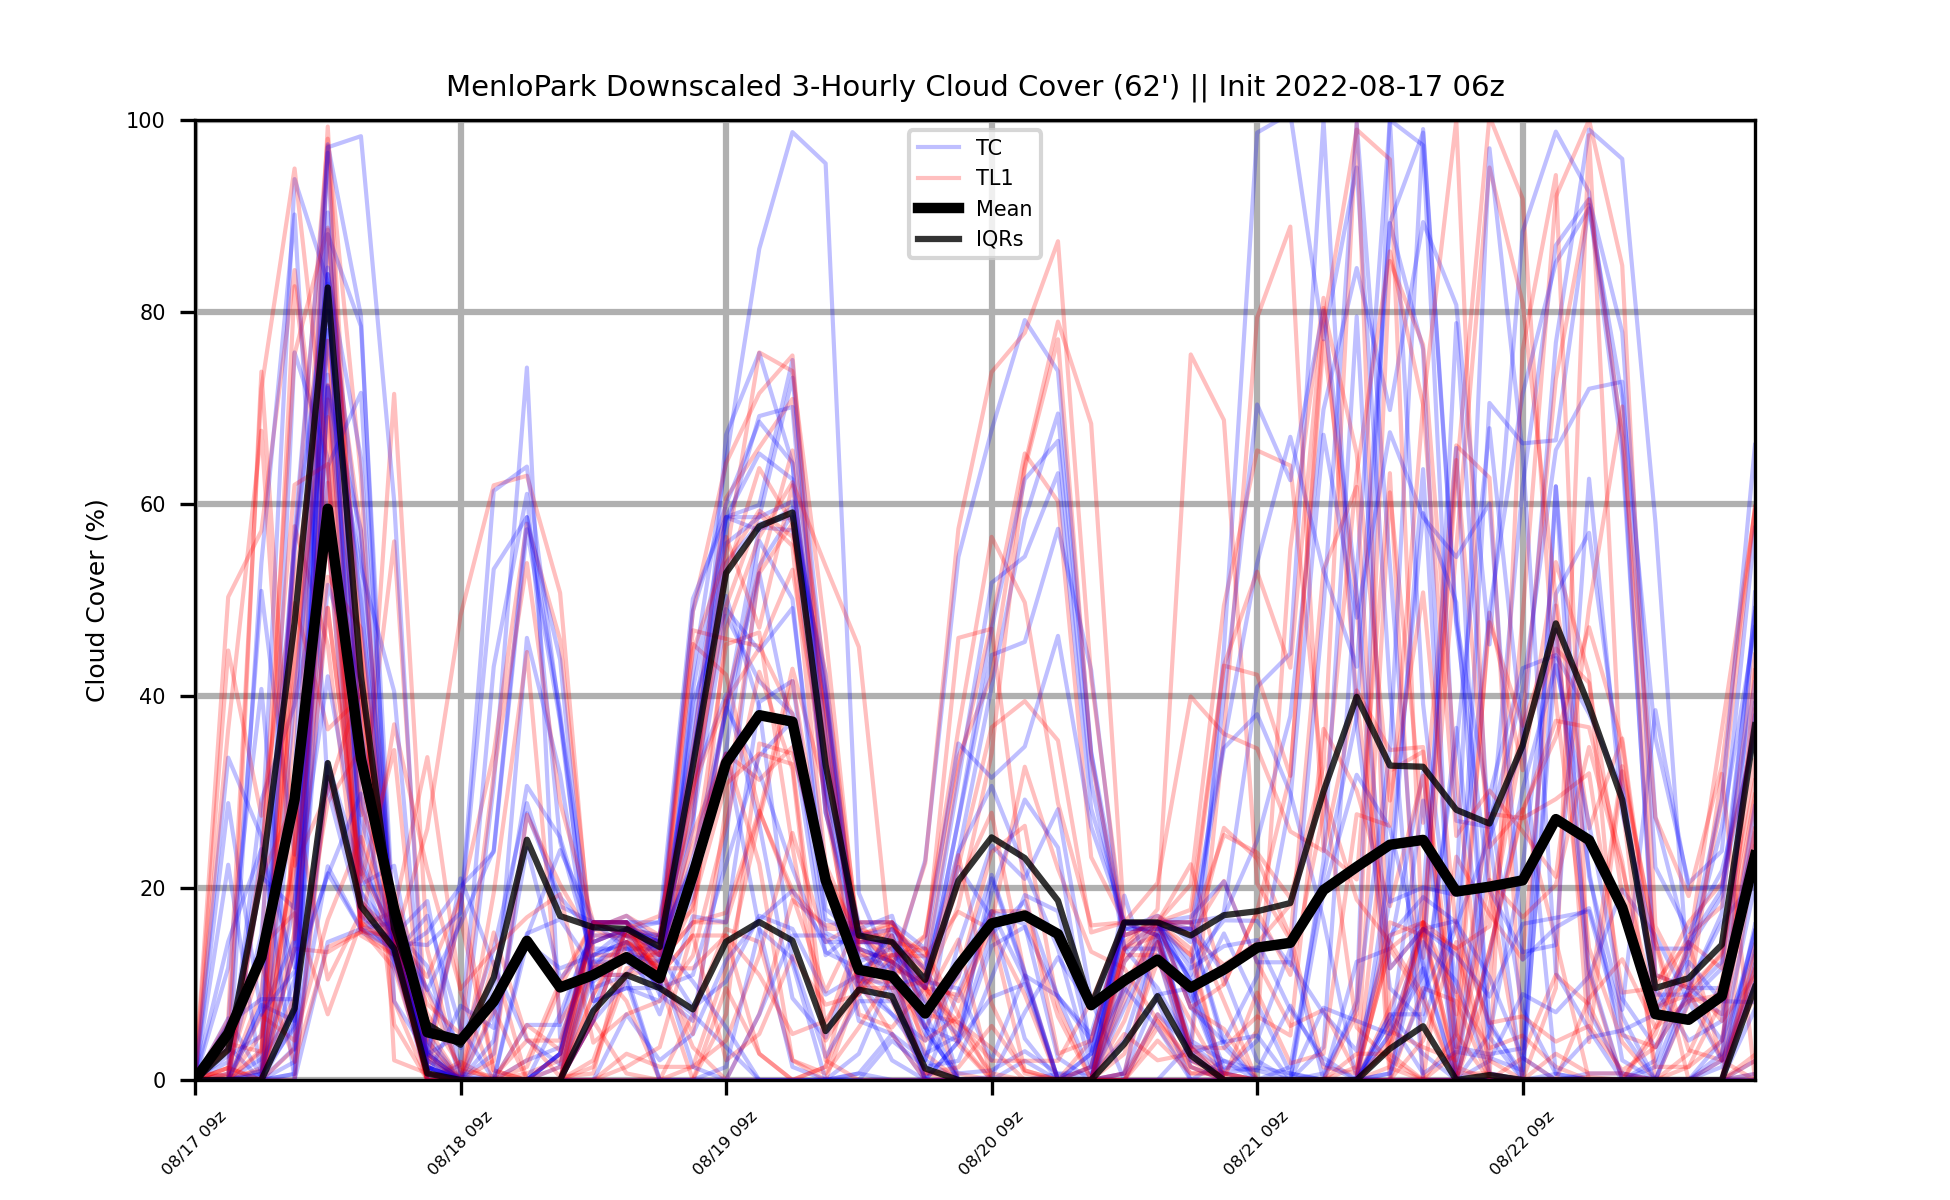 MenloPark Downscaled 3-Hourly Cloud Cover (62') || Init 2022-08-17 06z
Cloud Cover (%)
100
80
60
40
20
0
TC
TL1
Mean
IQRs
08/17 09z
08/18 09z
08/19 09z
08/20 09z
08/21 09z
08/22 09z